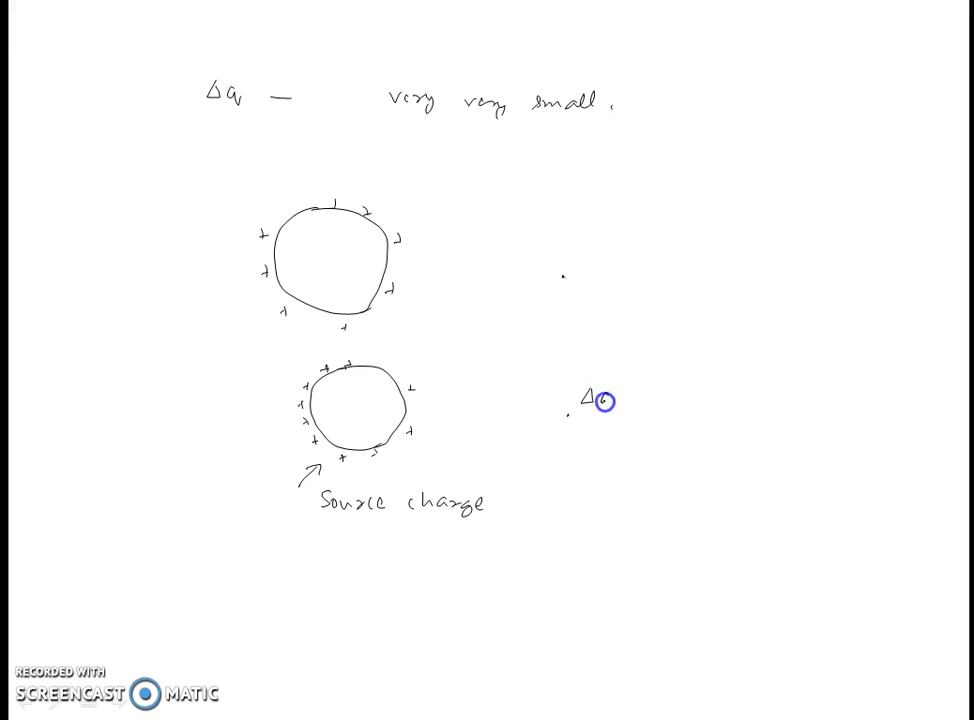 Δq — very very small.
Source charge
Δq
RECORDED WITH
SCREENCAST MATIC